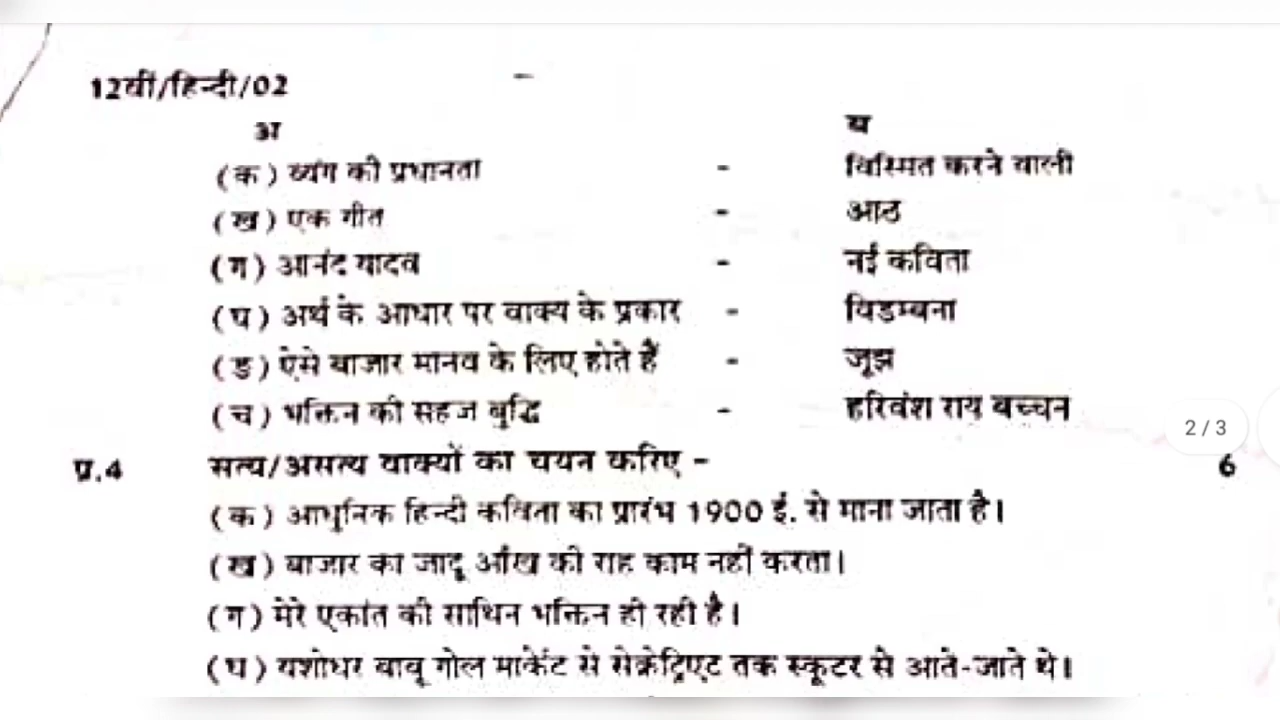 12वीं/हिन्दी/02 -
अ ब
(क) व्यंग की प्रधानता - विस्मित करने वाली
(ख) एक गीत - आठ
(ग) आनंद यादव - नई कविता
(घ) अर्थ के आधार पर वाक्य के प्रकार - विडम्बना
(ङ) ऐसे बाजार मानव के लिए होते हैं - जूझ
(च) भक्तिन की सहज बुद्धि - हरिवंश राय बच्चन
2/3
प्र.4 सत्य/असत्य वाक्यों का चयन करिए - 6
(क) आधुनिक हिन्दी कविता का प्रारंभ 1900 ई. से माना जाता है।
(ख) बाजार का जादू आँख की राह काम नहीं करता।
(ग) मेरे एकांत की साथिन भक्तिन ही रही है।
(घ) यशोधर बाबू गोल मार्केट से सेक्रेट्रिएट तक स्कूटर से आते-जाते थे।